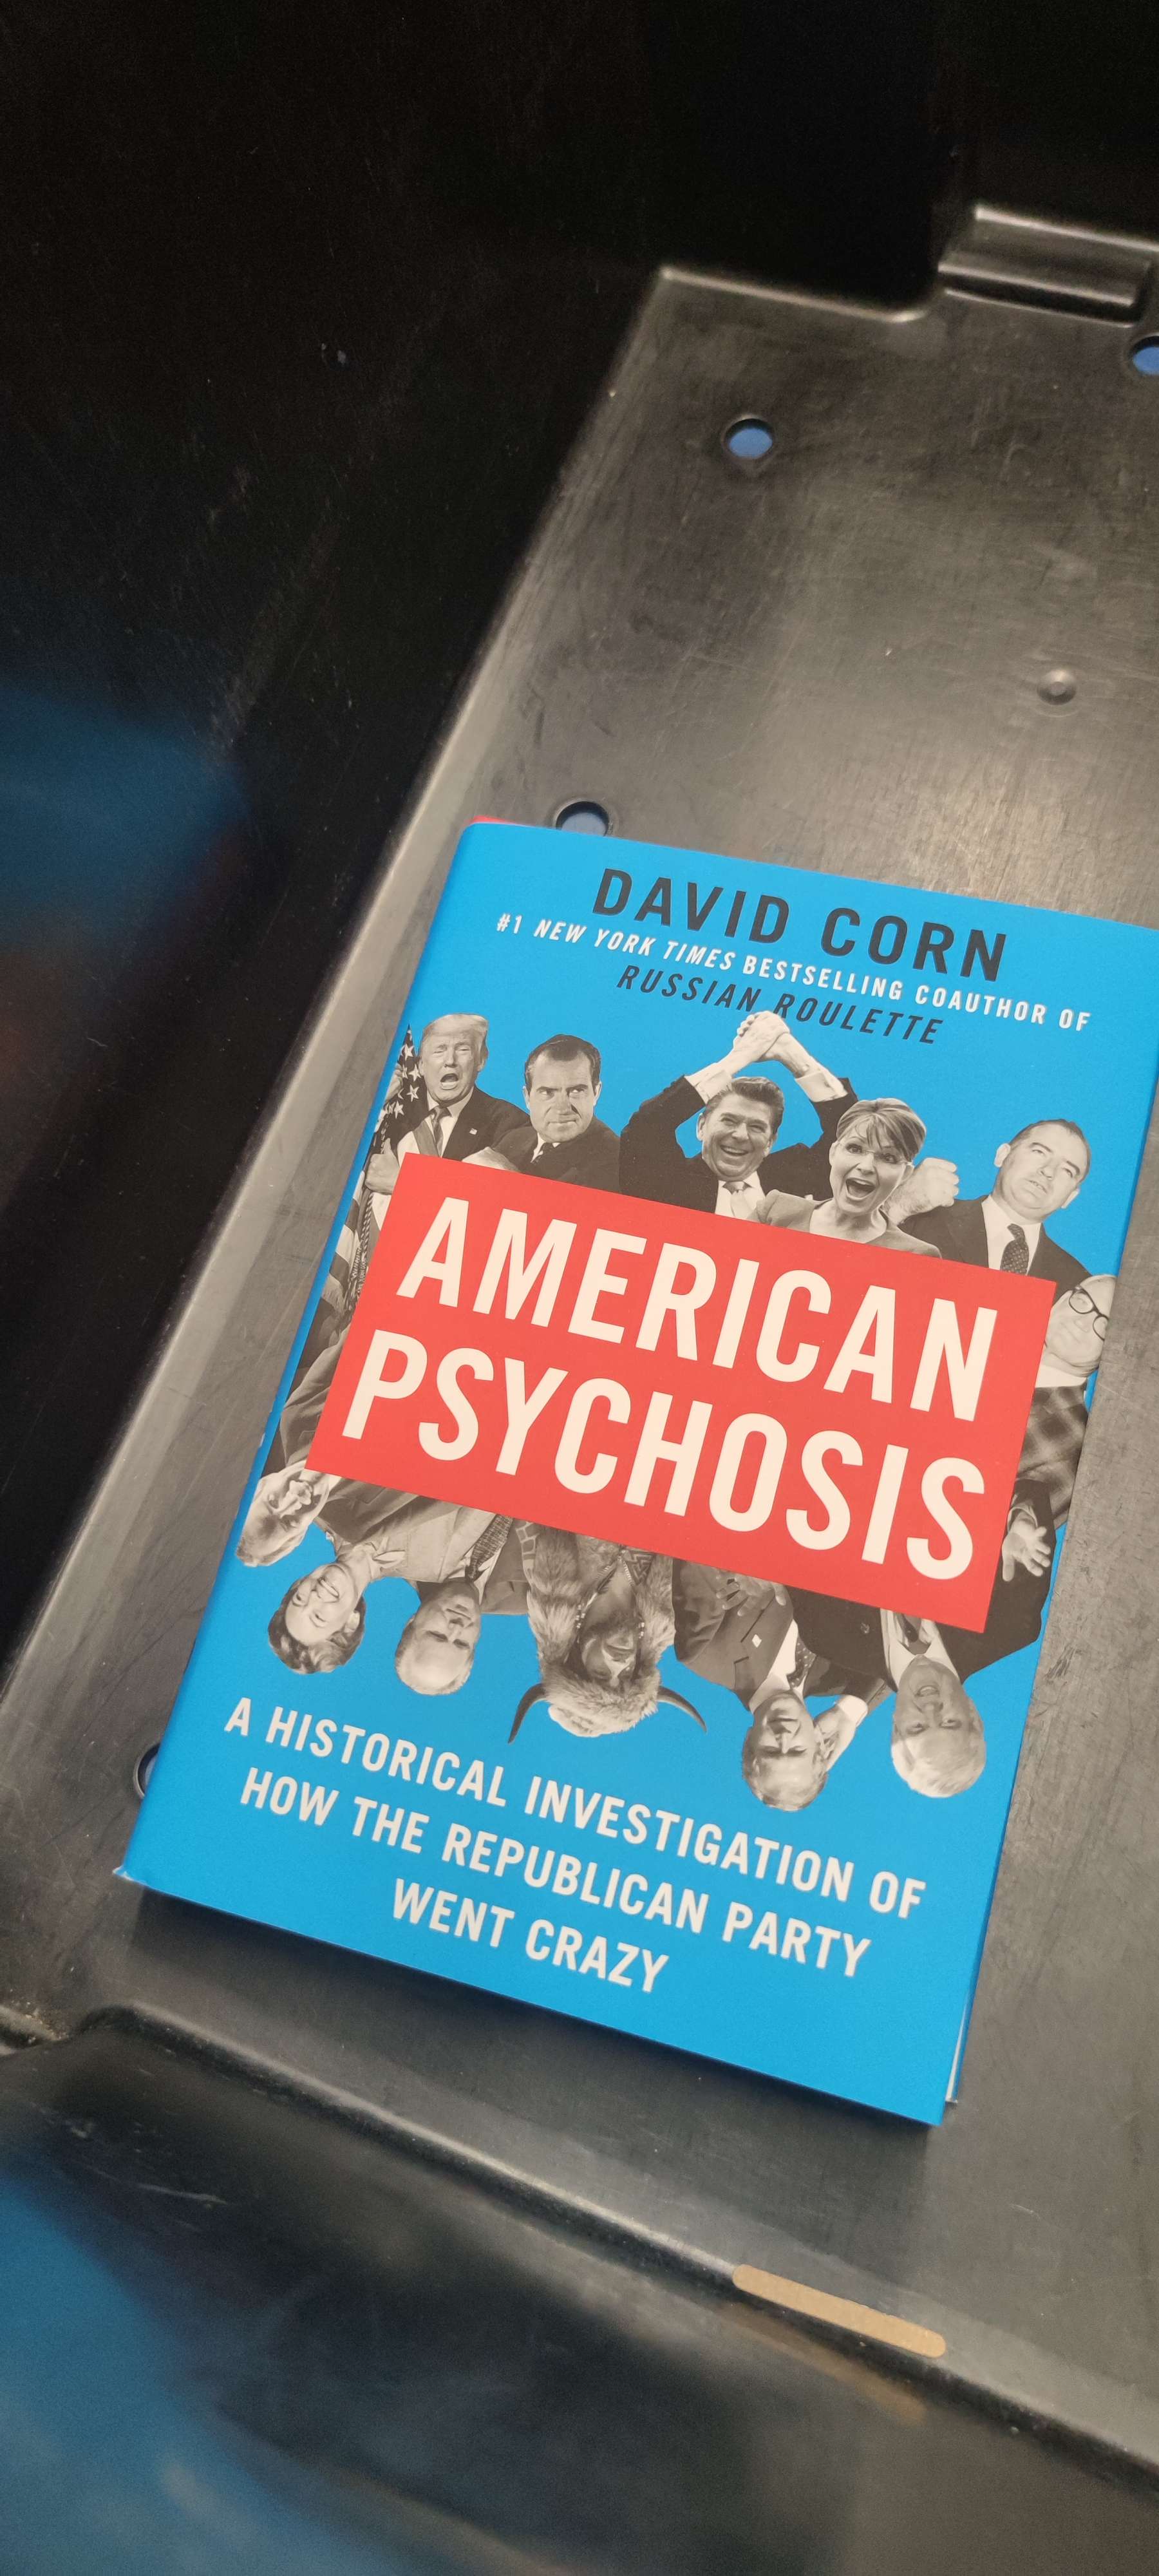 DAVID CORN
#1 NEW YORK TIMES BESTSELLING COAUTHOR OF
RUSSIAN ROULETTE
AMERICAN
PSYCHOSIS
A HISTORICAL INVESTIGATION OF
HOW THE REPUBLICAN PARTY
WENT CRAZY